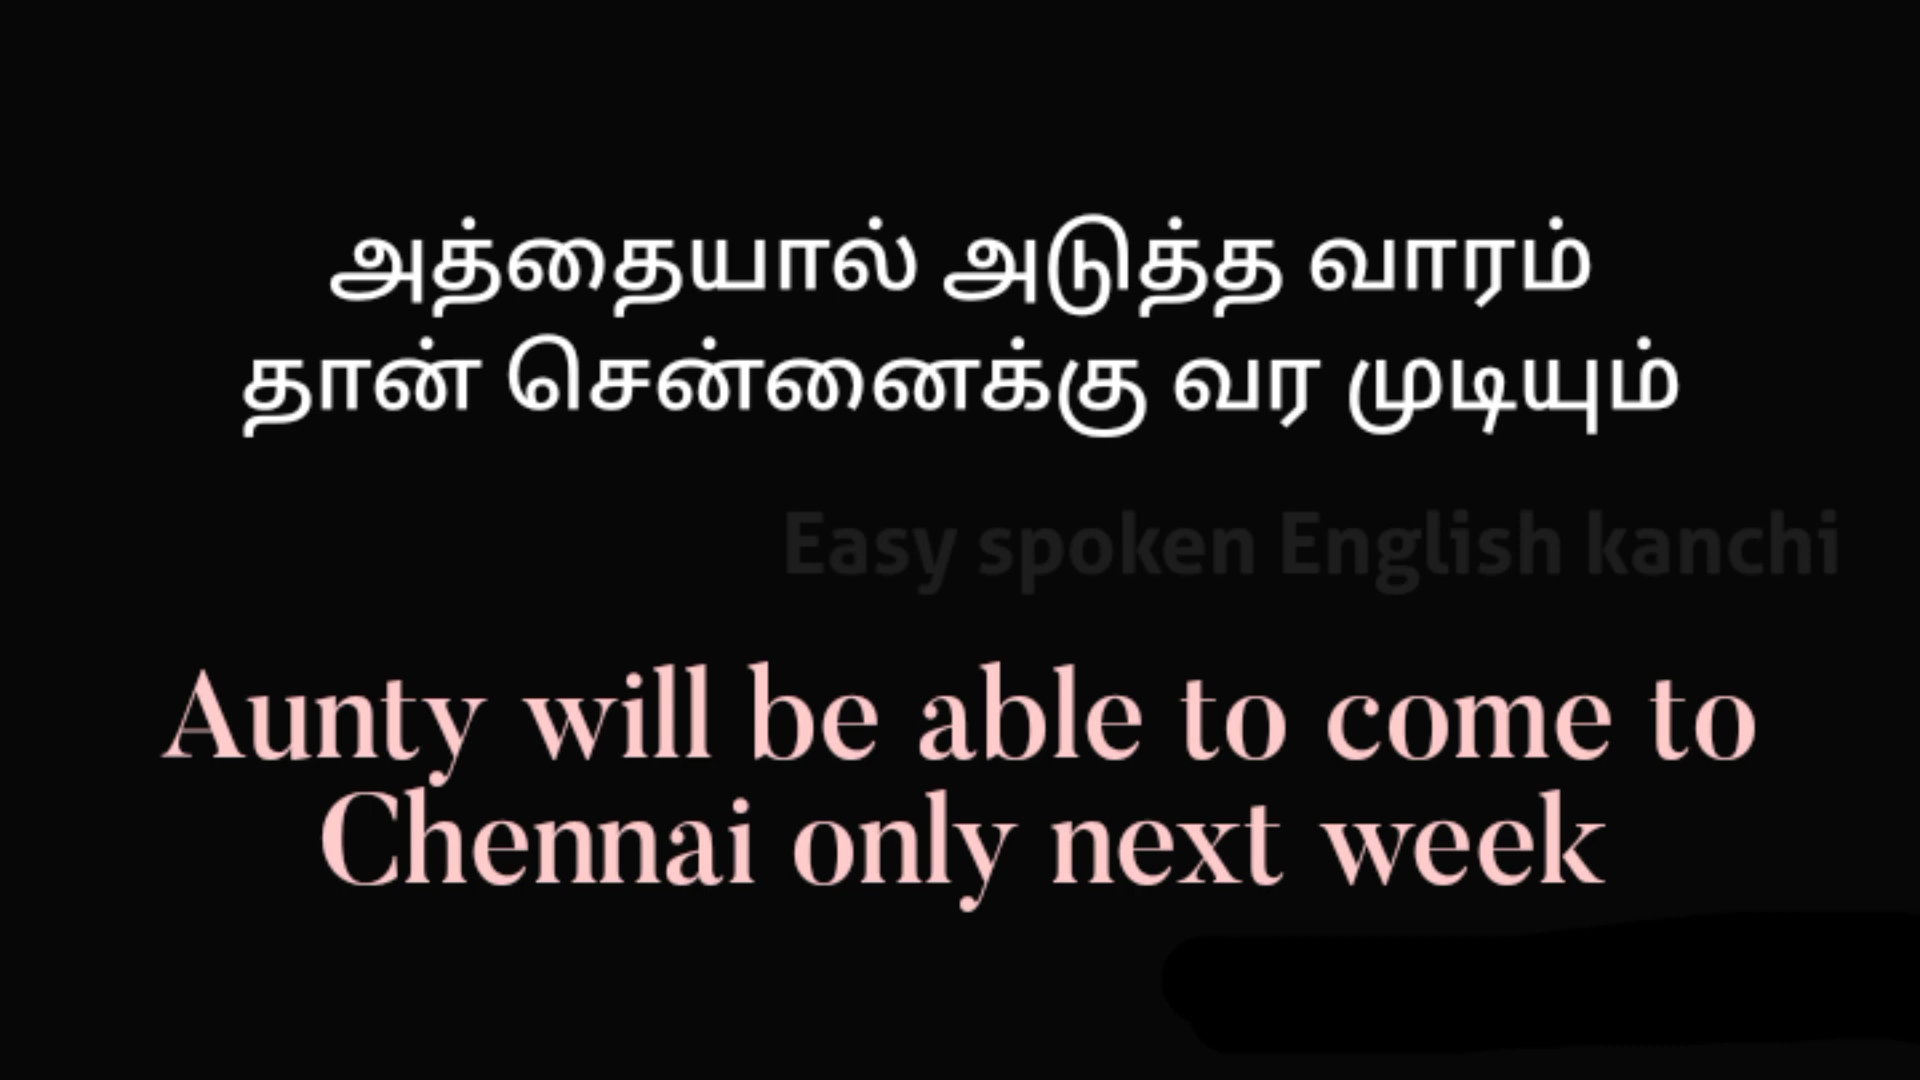 அத்தையால் அடுத்த வாரம்
தான் சென்னைக்கு வர முடியும்
Easy spoken English kanchi
Aunty will be able to come to
Chennai only next week